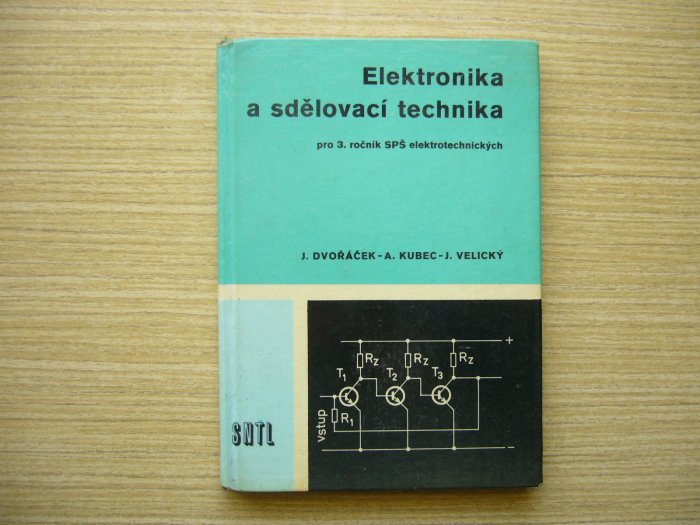 Elektronika
a sdělovací technika
pro 3. ročník SPŠ elektrotechnických
J. DVOŘÁČEK-A. KUBEC-J. VELICKÝ
+
RZ RZ RZ
T1 T2 T3
R1
vstup
−
SNTL